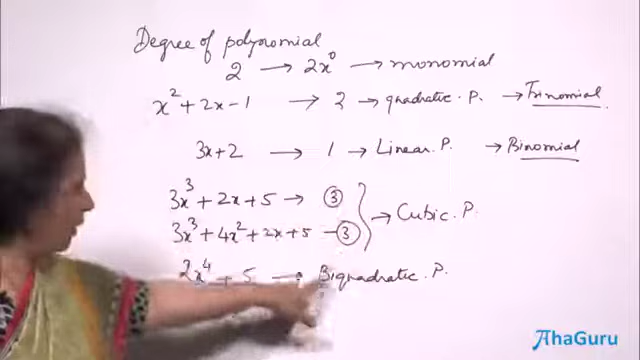 Degree of polynomial
2 → 2x⁰ → monomial
x² + 2x - 1 → 2 → quadratic. P. → Trinomial
3x + 2 → 1 → Linear. P. → Binomial
3x³ + 2x + 5 → ③
3x³ + 4x² + 2x + 5 - ③ } → Cubic. P.
2x⁴ + 5 → Biquadratic. P.
AhaGuru